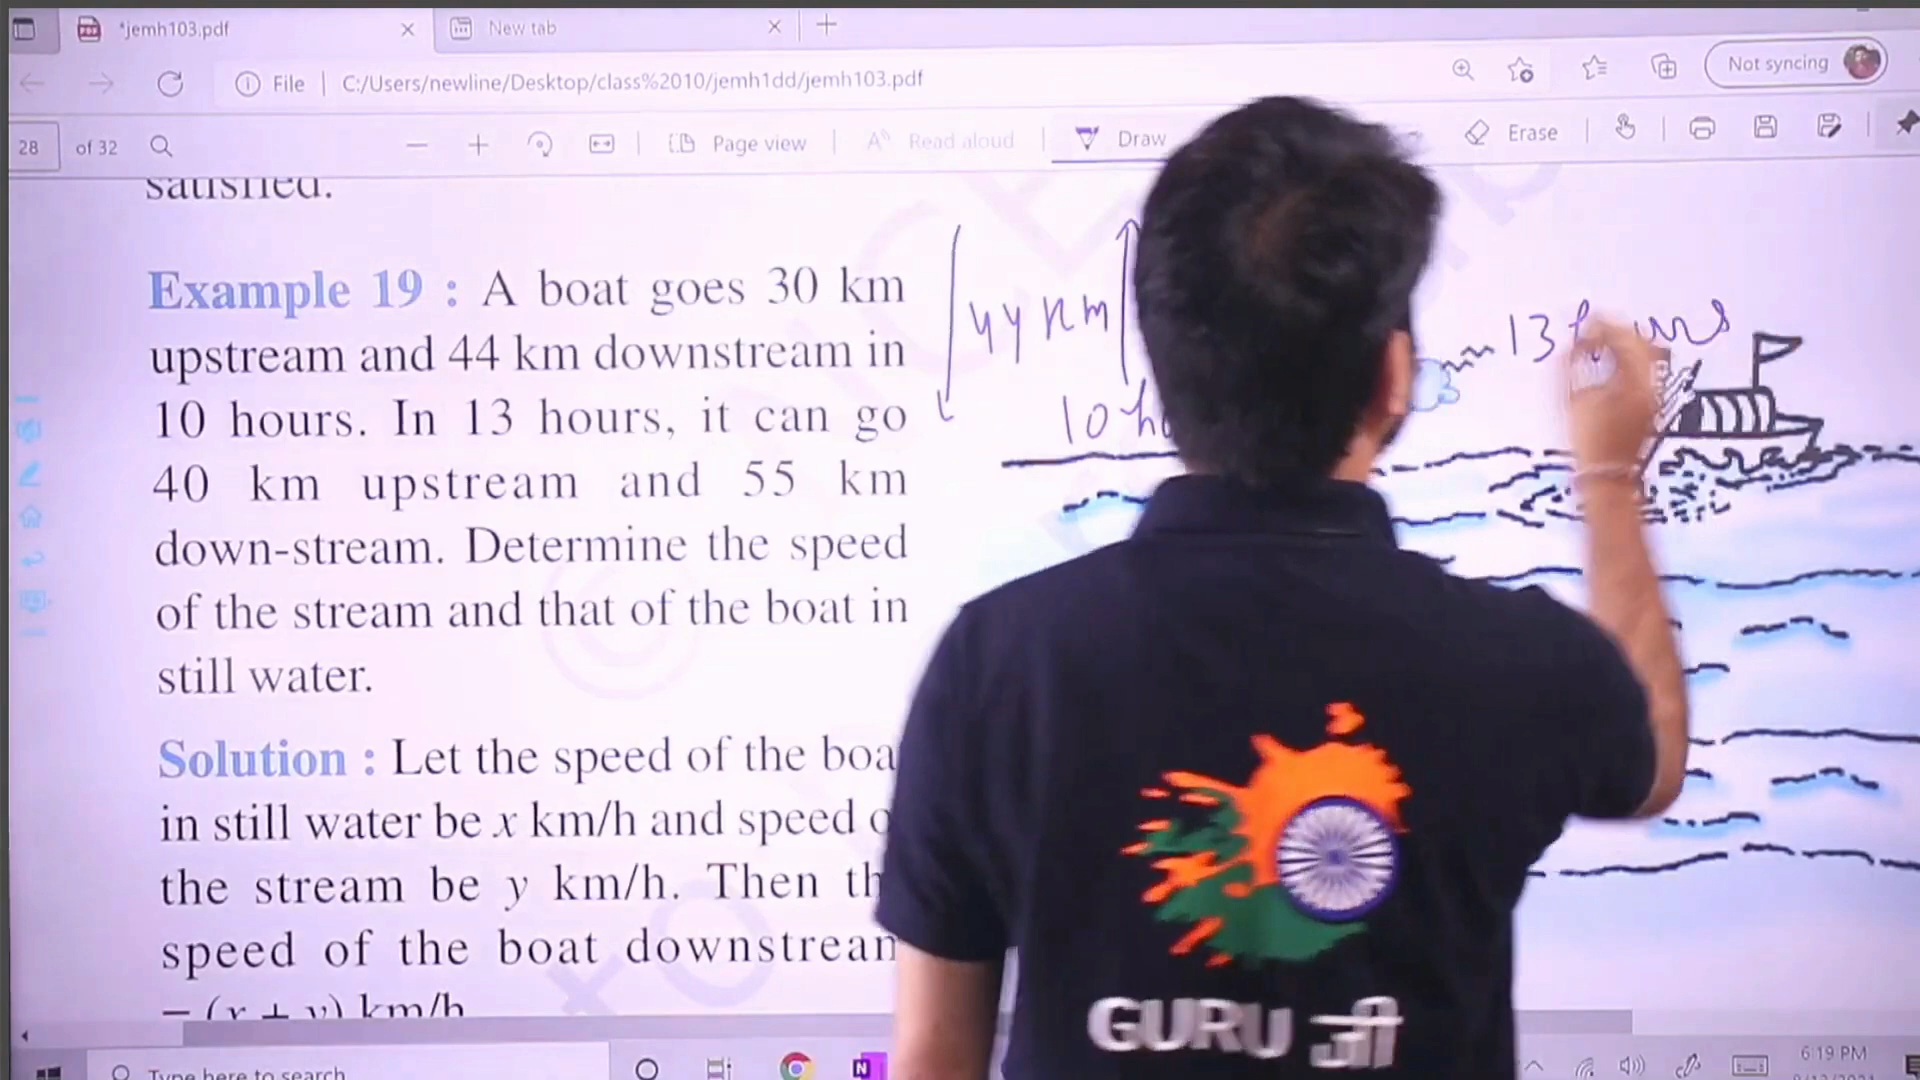 *jemh103.pdf
New tab
File
C:/Users/newline/Desktop/class%2010/jemh1dd/jemh103.pdf
Not syncing
28 of 32
Page view
Read aloud
Draw
Erase
satisfied.
Example 19 : A boat goes 30 km
upstream and 44 km downstream in
10 hours. In 13 hours, it can go
40 km upstream and 55 km
down-stream. Determine the speed
of the stream and that of the boat in
still water.
Solution : Let the speed of the boa
in still water be x km/h and speed o
the stream be y km/h. Then th
speed of the boat downstream
= (x + y) km/h
44 km
10 h
13 hours
GURU जी
Type here to search
6:19 PM